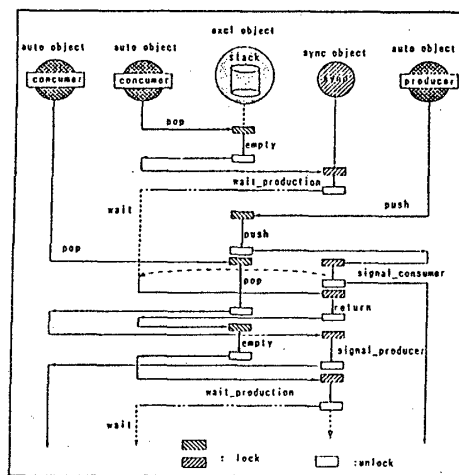 excl object
auto object
auto object
sync object
auto object
stack
concumer
concumer
sync
producer
pop
empty
wait_production
wait
push
push
pop
pop
signal_consumer
return
empty
signal_producer
wait_production
wait
: lock
:unlock